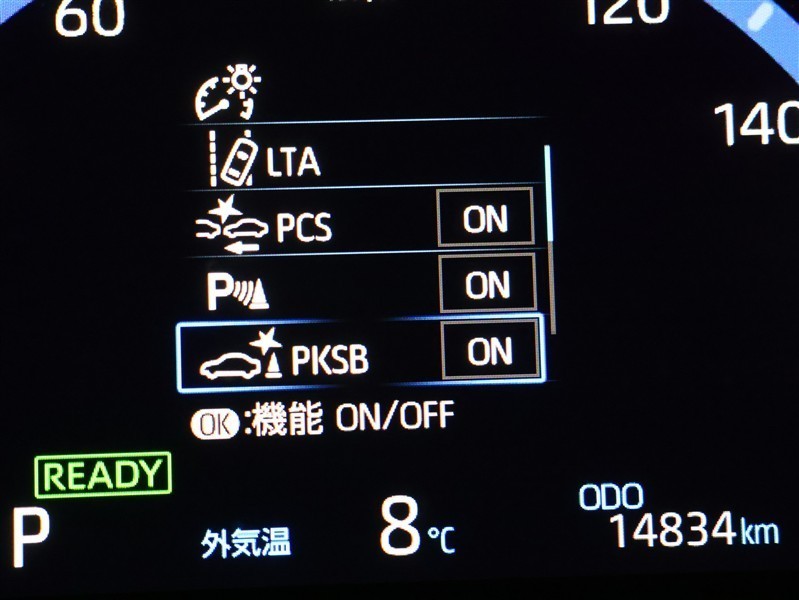 60
120
140
LTA
PCS ON
P ON
PKSB ON
OK:機能 ON/OFF
READY
P
外気温 8℃
ODO
14834km